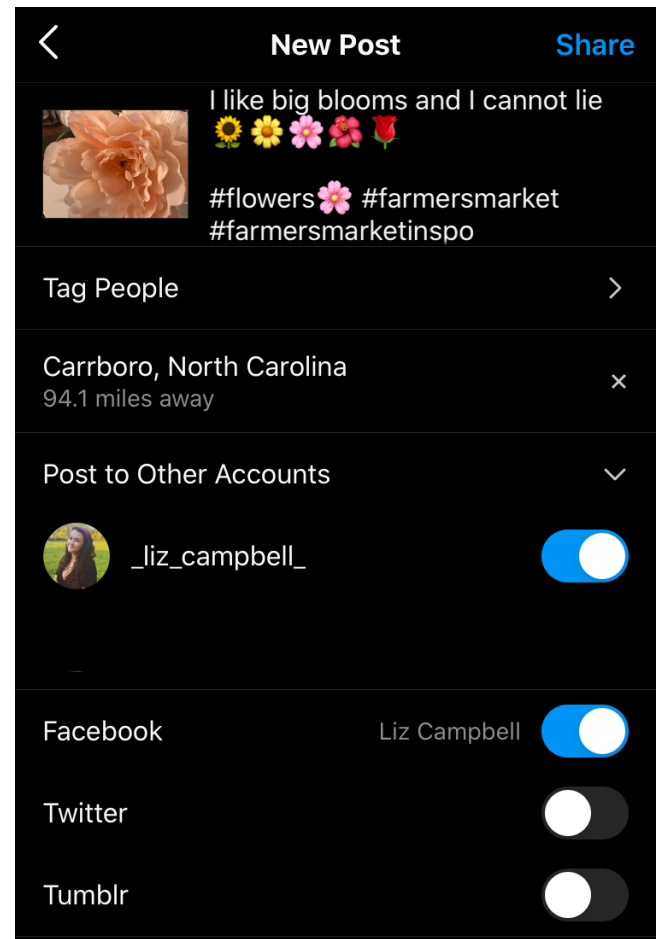 New Post
Share
I like big blooms and I cannot lie
🌻🌼🌸🌺🌹
#flowers🌸 #farmersmarket
#farmersmarketinspo
Tag People
Carrboro, North Carolina
94.1 miles away
Post to Other Accounts
_liz_campbell_
Facebook
Liz Campbell
Twitter
Tumblr